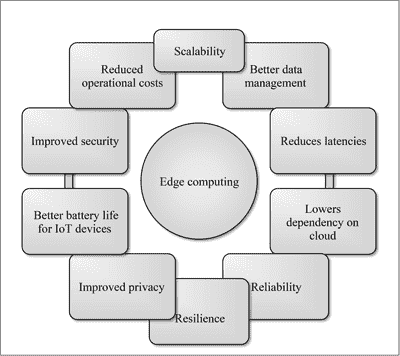 Scalability
Better data
management
Reduces latencies
Lowers
dependency on
cloud
Reliability
Resilience
Improved privacy
Better battery life
for IoT devices
Improved security
Reduced
operational costs
Edge computing